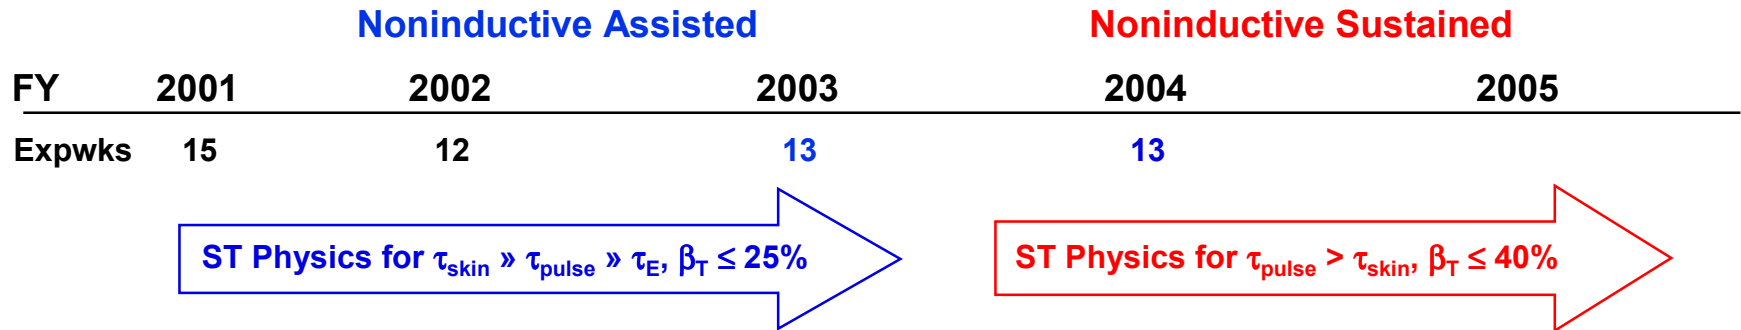 Noninductive Assisted Noninductive Sustained
FY 2001 2002 2003 2004 2005
Expwks 15 12 13 13
ST Physics for τskin » τpulse » τE, βT ≤ 25% ST Physics for τpulse > τskin, βT ≤ 40%